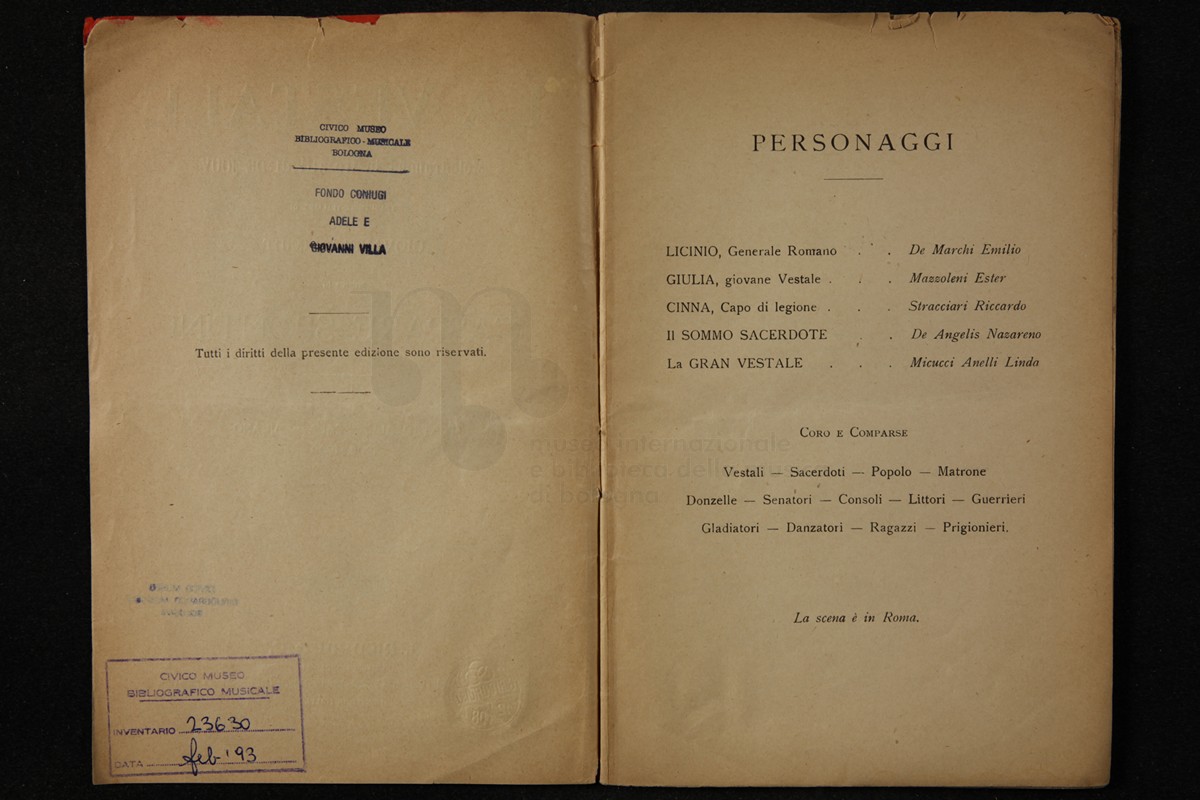 CIVICO MUSEO
BIBLIOGRAFICO - MUSICALE
BOLOGNA
FONDO CONIUGI
ADELE E
GIOVANNI VILLA
Tutti i diritti della presente edizione sono riservati.
CIVICO MUSEO
BIBLIOGRAFICO MUSICALE
INVENTARIO 23630
DATA feb '93
PERSONAGGI
LICINIO, Generale Romano . . De Marchi Emilio
GIULIA, giovane Vestale . . . Mazzoleni Ester
CINNA, Capo di legione . . . Stracciari Riccardo
Il SOMMO SACERDOTE . . De Angelis Nazareno
La GRAN VESTALE . . . Micucci Anelli Linda
CORO E COMPARSE
Vestali — Sacerdoti — Popolo — Matrone
Donzelle — Senatori — Consoli — Littori — Guerrieri
Gladiatori — Danzatori — Ragazzi — Prigionieri.
La scena è in Roma.
museo internazionale
e biblioteca della
di bologna